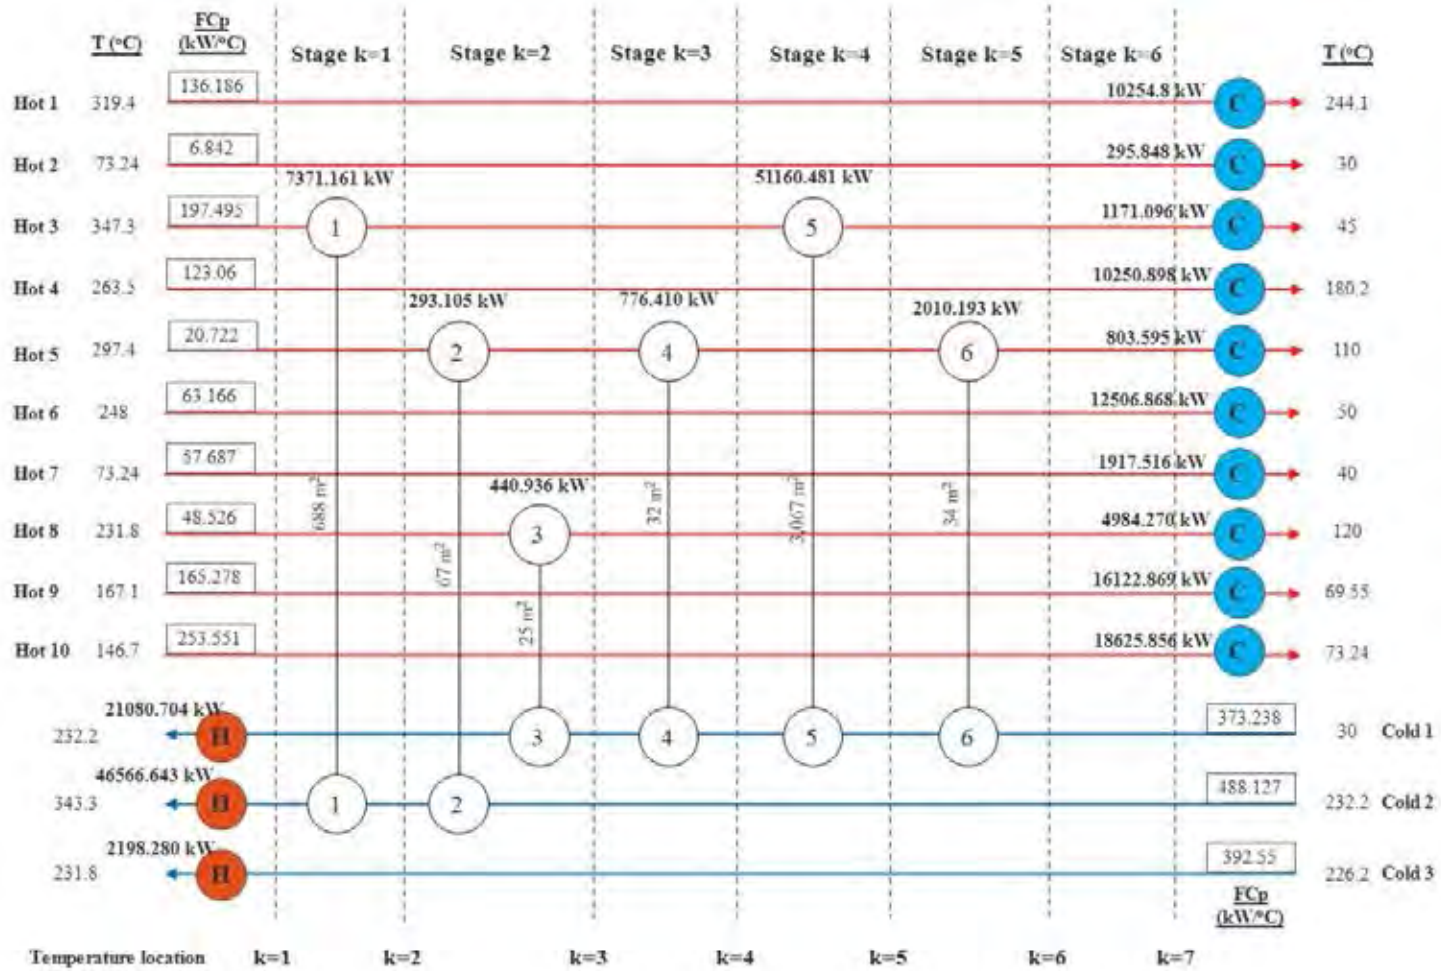 T (°C) FCp (kW/°C) Stage k=1 Stage k=2 Stage k=3 Stage k=4 Stage k=5 Stage k=6 T (°C)
Hot 1 319.4 136.186 10254.8 kW C 244.1
Hot 2 73.24 6.842 295.848 kW C 30
7371.161 kW 51160.481 kW
Hot 3 347.3 197.495 1 5 1171.096 kW C 45
Hot 4 263.5 123.06 10250.898 kW C 180.2
293.105 kW 776.410 kW 2010.193 kW
Hot 5 297.4 20.722 2 4 6 803.595 kW C 110
Hot 6 248 63.166 12506.868 kW C 50
Hot 7 73.24 57.687 1917.516 kW C 40
440.936 kW
Hot 8 231.8 48.526 3 4984.270 kW C 120
688 m² 67 m² 25 m² 32 m² 3,067 m² 34 m²
Hot 9 167.1 165.278 16122.869 kW C 69.55
Hot 10 146.7 253.551 18625.856 kW C 73.24
21080.704 kW
232.2 H 3 4 5 6 373.238 30 Cold 1
46566.643 kW
343.3 H 1 2 488.127 232.2 Cold 2
2198.280 kW
231.8 H 392.55 226.2 Cold 3
FCp
(kW/°C)
Temperature location k=1 k=2 k=3 k=4 k=5 k=6 k=7